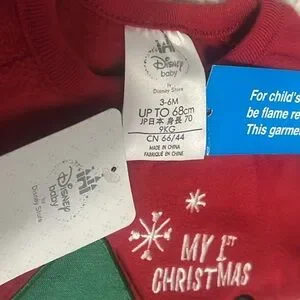 Disney
baby
by
Disney Store
3-6M
UP TO 68cm
JP日本 身長 70
9KG
CN 66/44
MADE IN CHINA
FABRIQUÉ EN CHINE
For child's
be flame re
This garme
Disney
baby
by
Disney Store
MY 1ST
CHRISTMAS